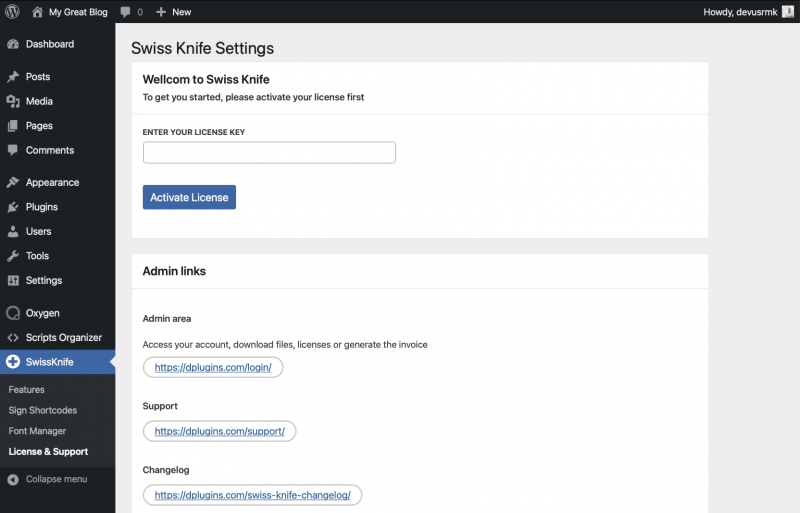 My Great Blog 0 New Howdy, devusrmk
Dashboard
Posts
Media
Pages
Comments
Appearance
Plugins
Users
Tools
Settings
Oxygen
Scripts Organizer
SwissKnife
Features
Sign Shortcodes
Font Manager
License & Support
Collapse menu
Swiss Knife Settings
Wellcom to Swiss Knife
To get you started, please activate your license first
ENTER YOUR LICENSE KEY
Activate License
Admin links
Admin area
Access your account, download files, licenses or generate the invoice
https://dplugins.com/login/
Support
https://dplugins.com/support/
Changelog
https://dplugins.com/swiss-knife-changelog/